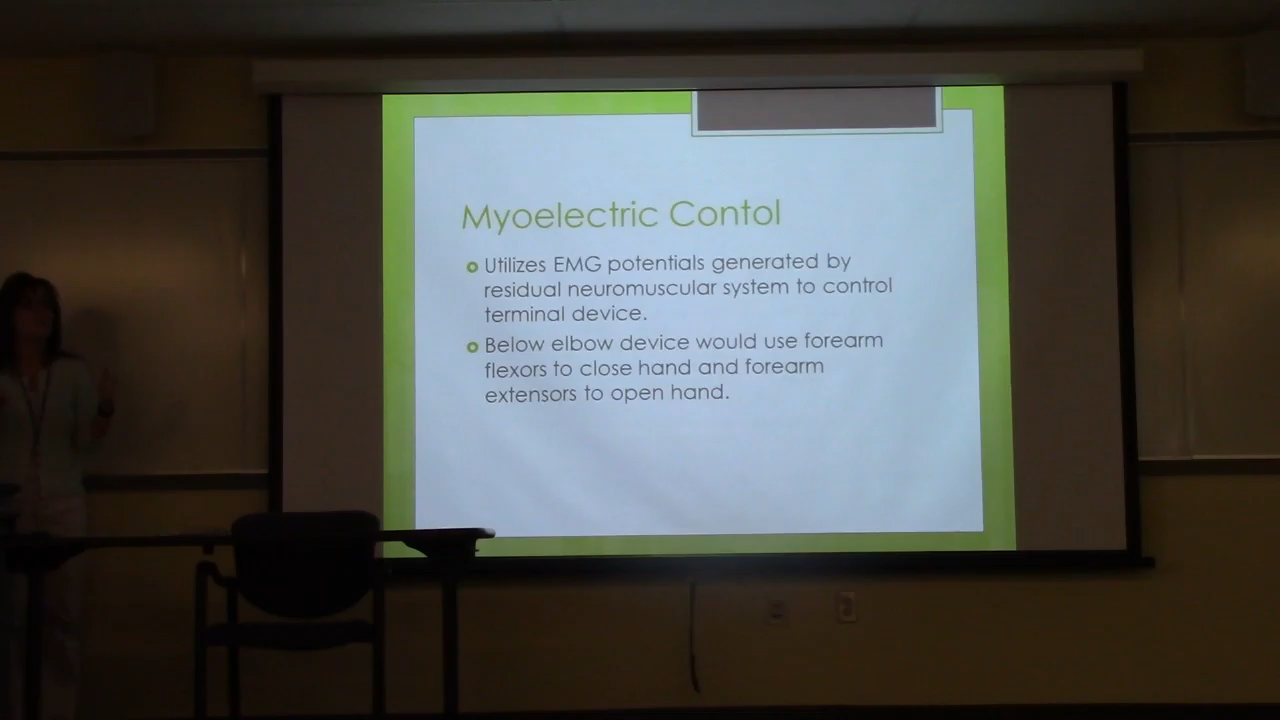 Myoelectric Contol
Utilizes EMG potentials generated by
residual neuromuscular system to control
terminal device.
Below elbow device would use forearm
flexors to close hand and forearm
extensors to open hand.